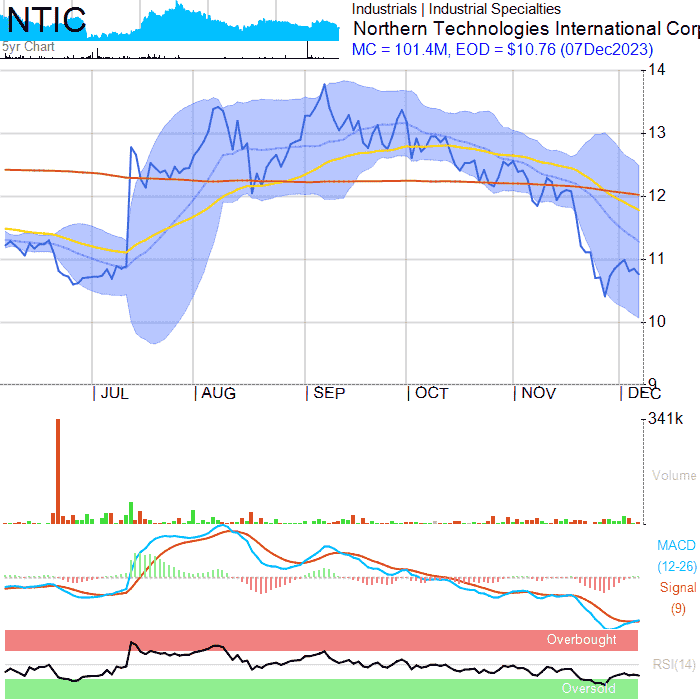 NTIC
5yr Chart
Industrials | Industrial Specialties
Northern Technologies International Corp
MC = 101.4M, EOD = $10.76 (07Dec2023)
14
13
12
11
10
9
JUL AUG SEP OCT NOV DEC
341k
Volume
MACD
(12-26)
Signal
(9)
Overbought
RSI(14)
Oversold